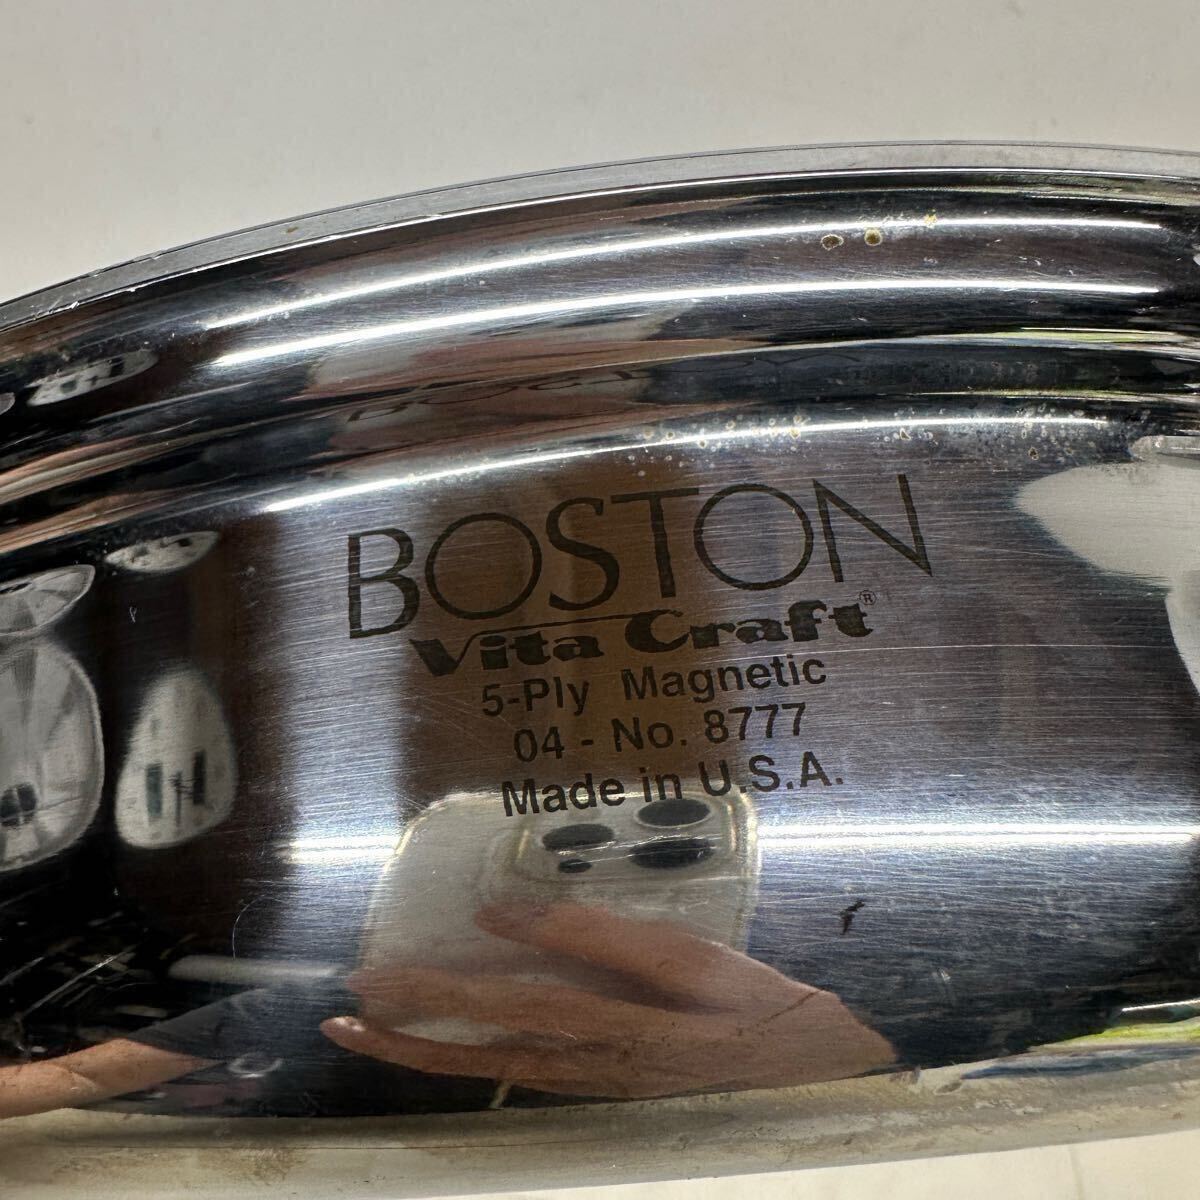 BOSTON
Vita Craft®
5-Ply Magnetic
04 - No. 8777
Made in U.S.A.